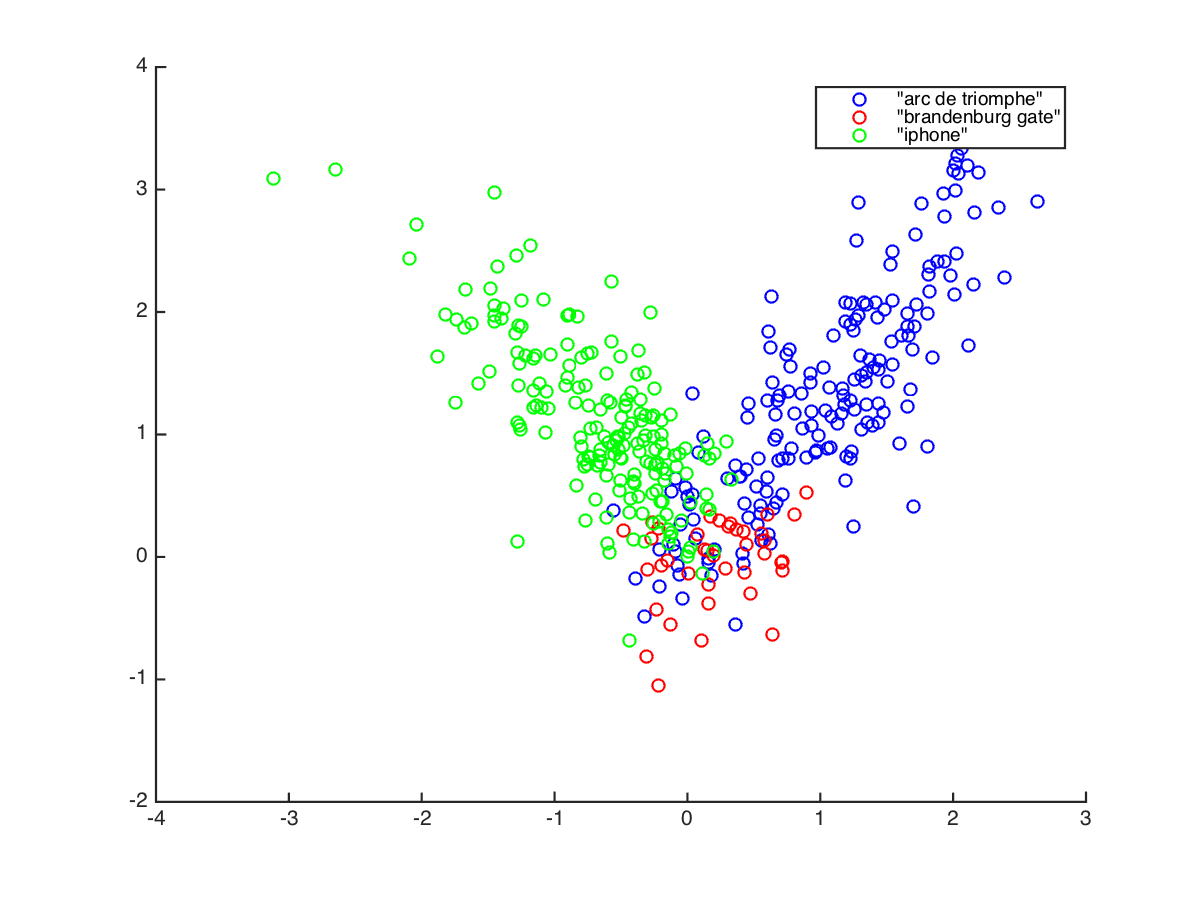 4
"arc de triomphe"
"brandenburg gate"
"iphone"
3
2
1
0
-1
-2
-4 -3 -2 -1 0 1 2 3